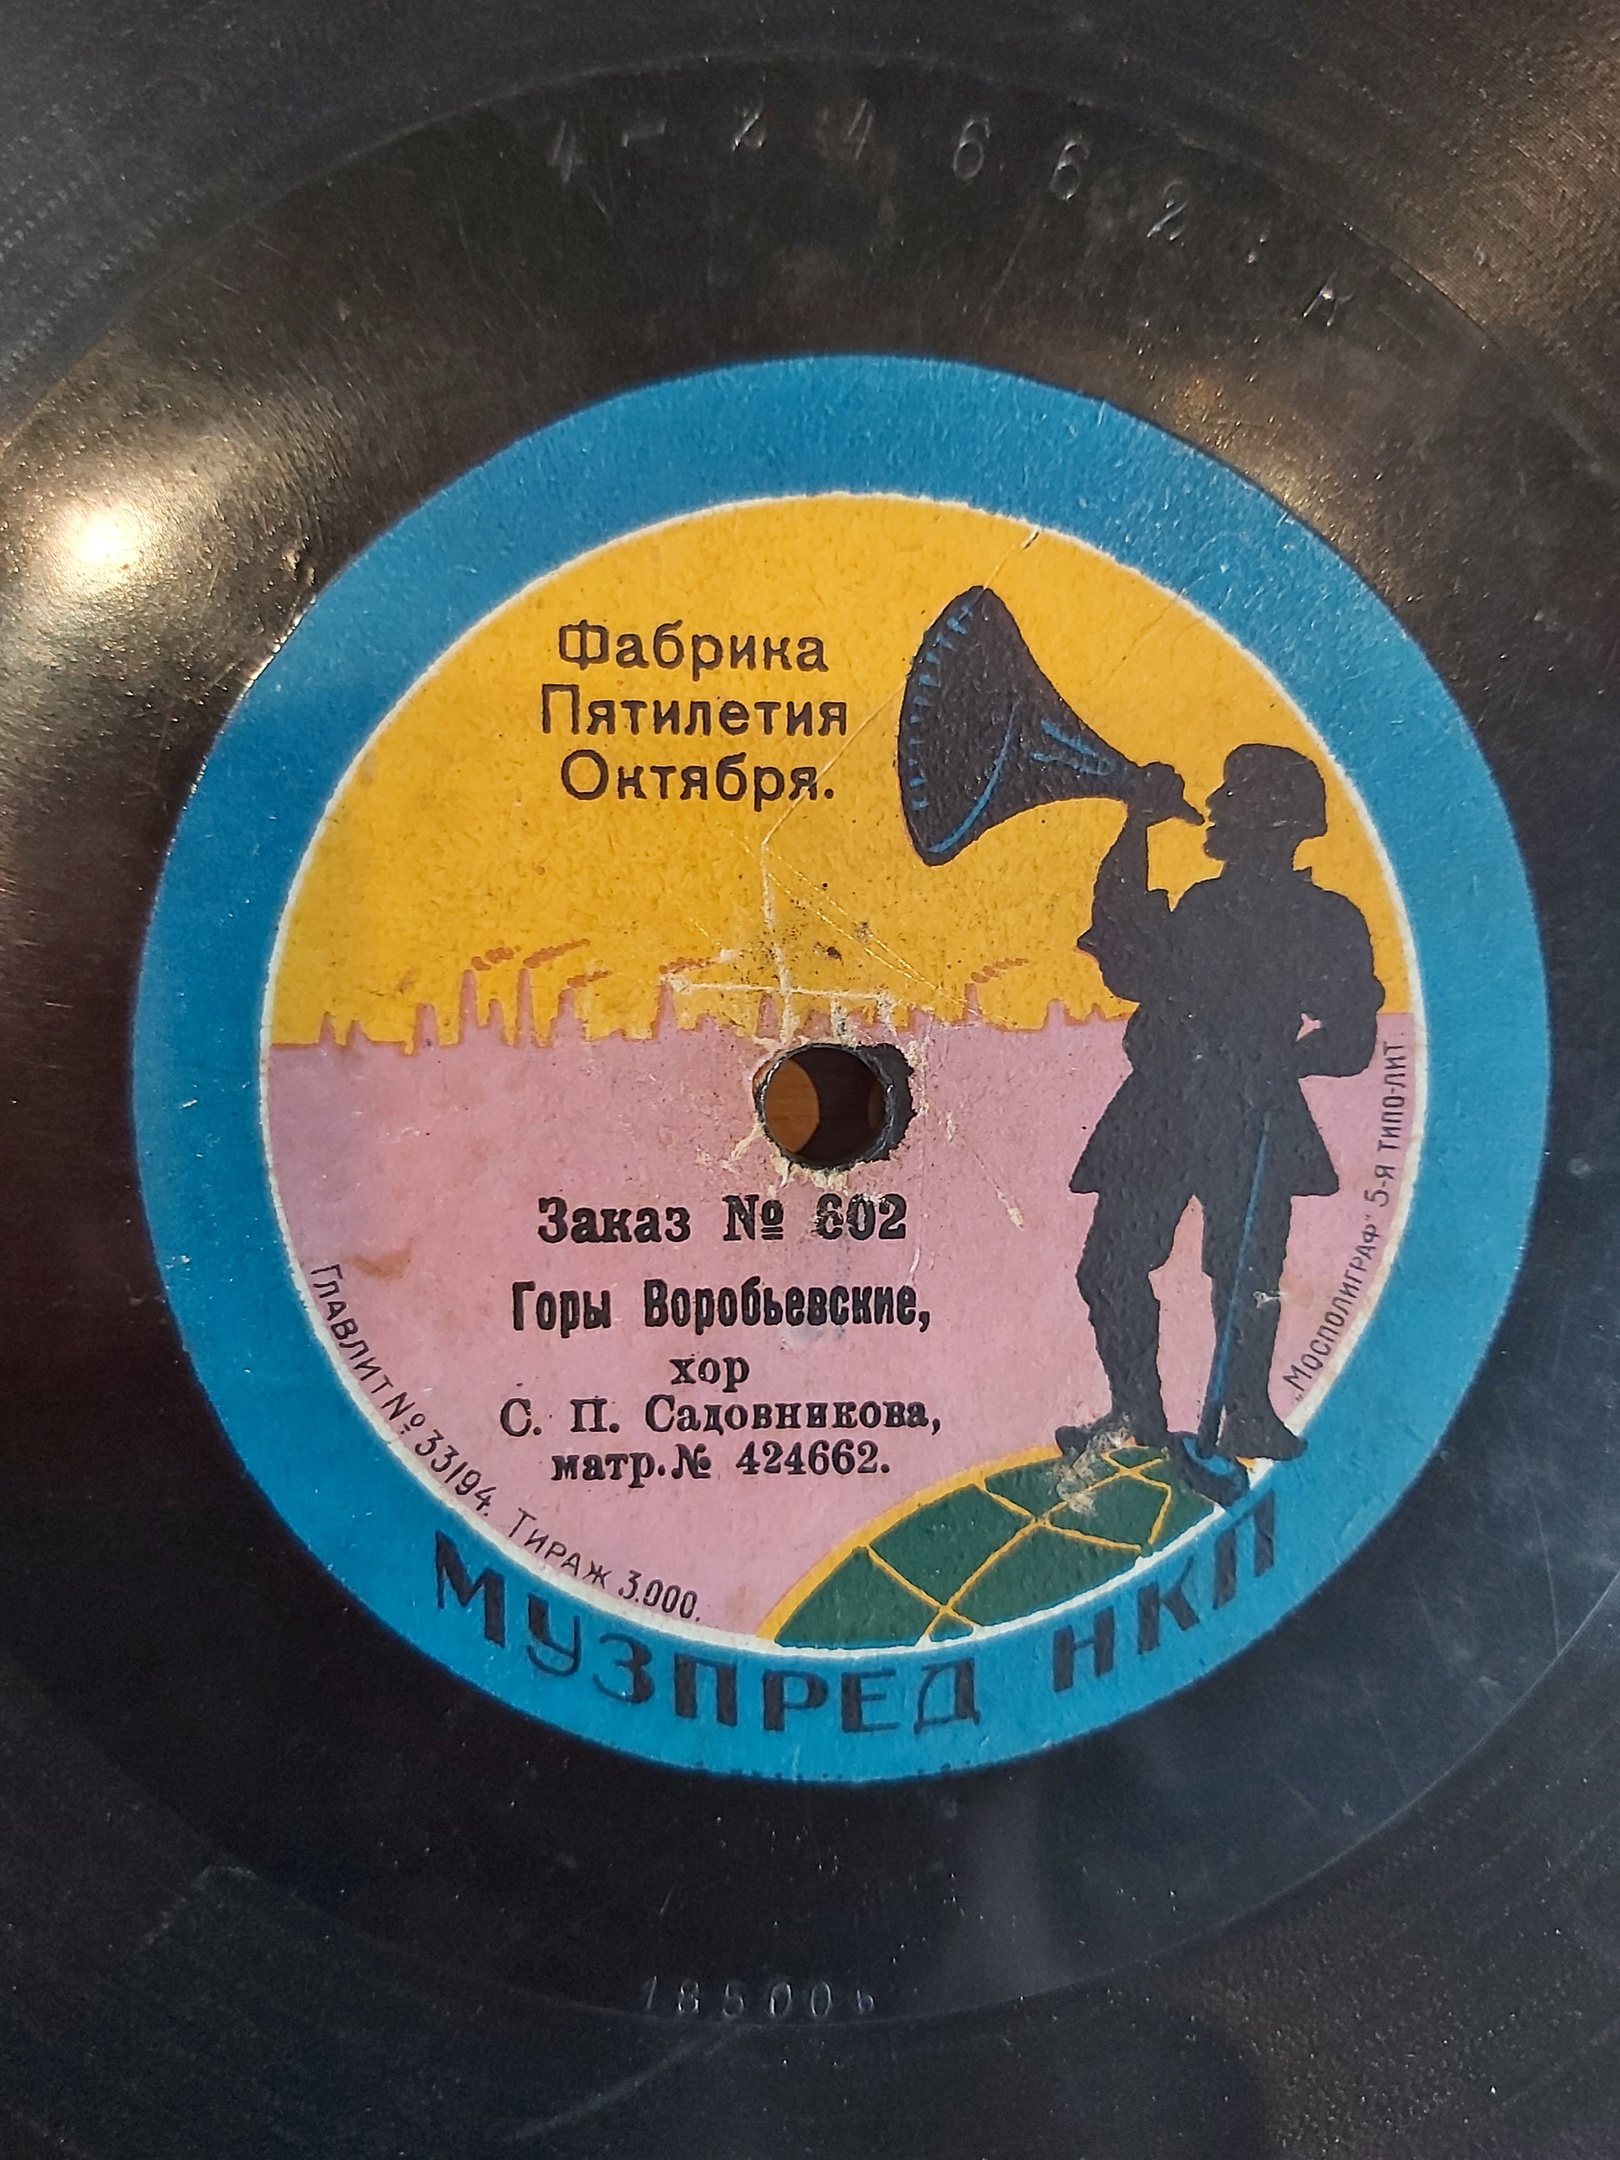 4-24662
Фабрика
Пятилетия
Октября.
Заказ № 602
Горы Воробьевские,
хор
С. П. Садовникова,
матр.№ 424662.
Главлит № 33194. Тираж 3.000.
„Мосполиграф" 5-я типо-лит.
МУЗПРЕД НКП